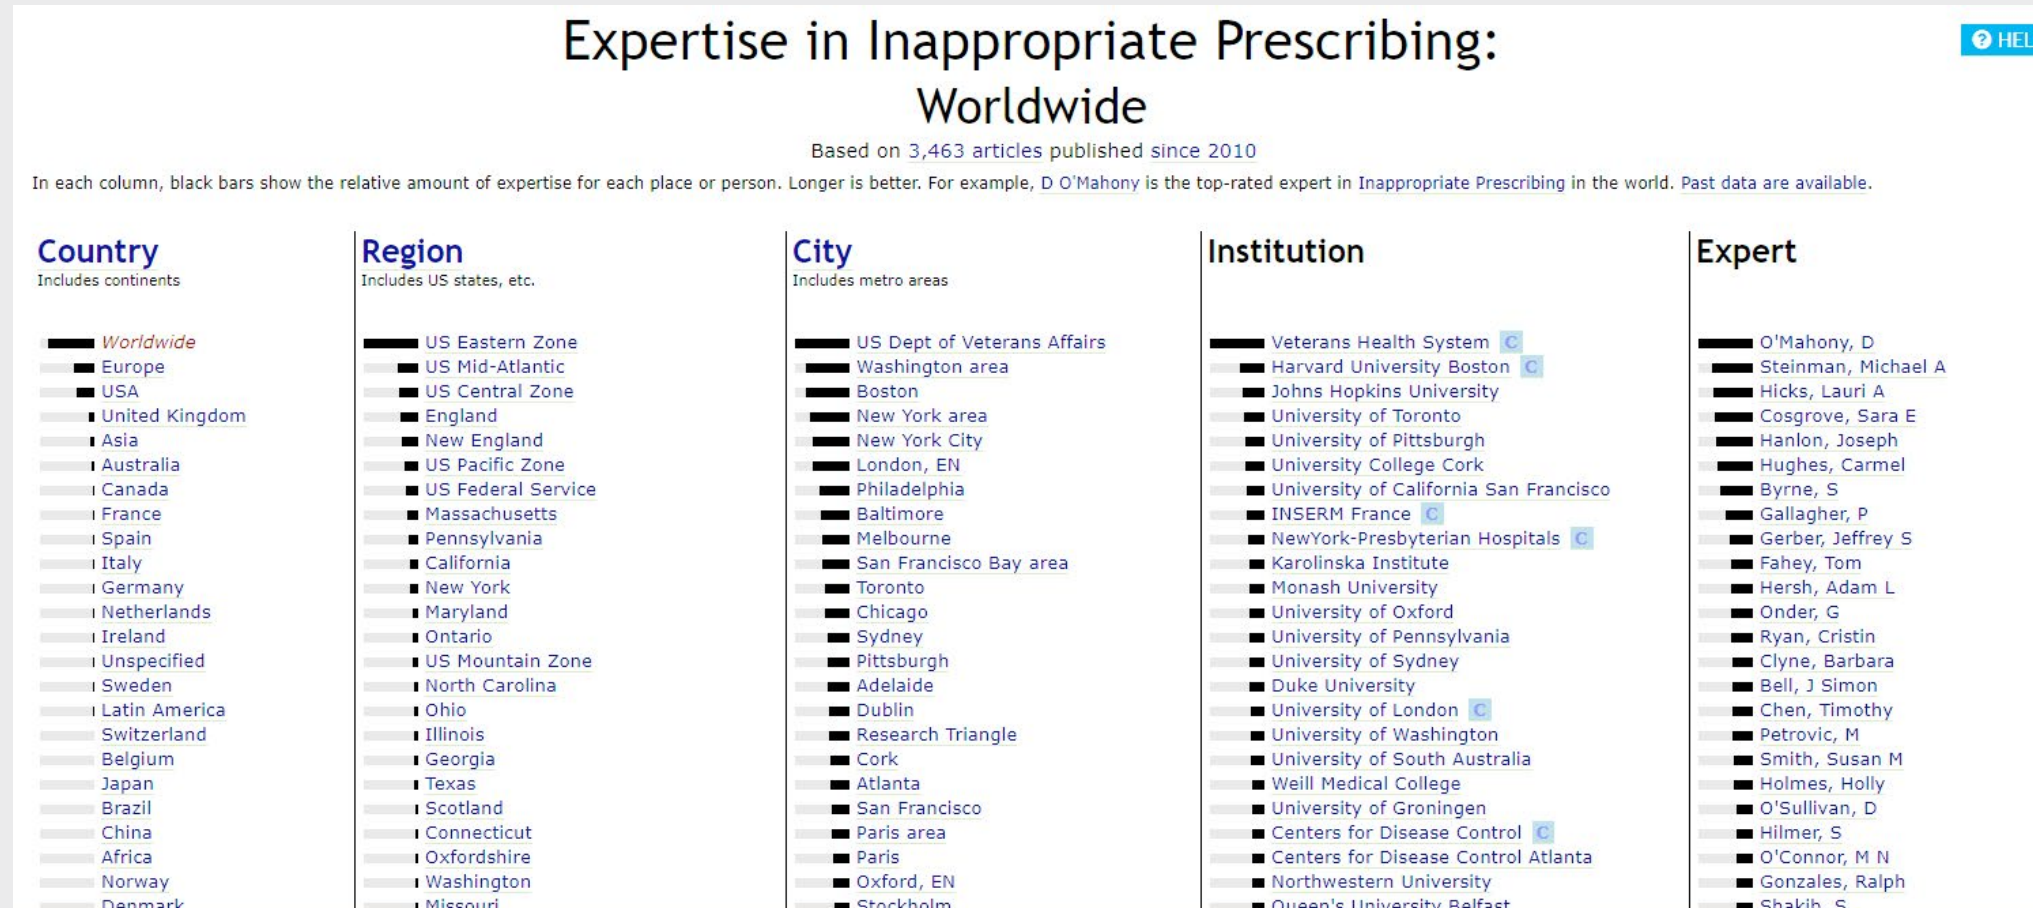 Expertise in Inappropriate Prescribing:
HEL
Worldwide
Based on 3,463 articles published since 2010
In each column, black bars show the relative amount of expertise for each place or person. Longer is better. For example, D O'Mahony is the top-rated expert in Inappropriate Prescribing in the world. Past data are available.
Country
Includes continents
Worldwide
Europe
USA
United Kingdom
Asia
Australia
Canada
France
Spain
Italy
Germany
Netherlands
Ireland
Unspecified
Sweden
Latin America
Switzerland
Belgium
Japan
Brazil
China
Africa
Norway
Denmark
Region
Includes US states, etc.
US Eastern Zone
US Mid-Atlantic
US Central Zone
England
New England
US Pacific Zone
US Federal Service
Massachusetts
Pennsylvania
California
New York
Maryland
Ontario
US Mountain Zone
North Carolina
Ohio
Illinois
Georgia
Texas
Scotland
Connecticut
Oxfordshire
Washington
Missouri
City
Includes metro areas
US Dept of Veterans Affairs
Washington area
Boston
New York area
New York City
London, EN
Philadelphia
Baltimore
Melbourne
San Francisco Bay area
Toronto
Chicago
Sydney
Pittsburgh
Adelaide
Dublin
Research Triangle
Cork
Atlanta
San Francisco
Paris area
Paris
Oxford, EN
Stockholm
Institution
Veterans Health System C
Harvard University Boston C
Johns Hopkins University
University of Toronto
University of Pittsburgh
University College Cork
University of California San Francisco
INSERM France C
NewYork-Presbyterian Hospitals C
Karolinska Institute
Monash University
University of Oxford
University of Pennsylvania
University of Sydney
Duke University
University of London C
University of Washington
University of South Australia
Weill Medical College
University of Groningen
Centers for Disease Control C
Centers for Disease Control Atlanta
Northwestern University
Queen's University Belfast
Expert
O'Mahony, D
Steinman, Michael A
Hicks, Lauri A
Cosgrove, Sara E
Hanlon, Joseph
Hughes, Carmel
Byrne, S
Gallagher, P
Gerber, Jeffrey S
Fahey, Tom
Hersh, Adam L
Onder, G
Ryan, Cristin
Clyne, Barbara
Bell, J Simon
Chen, Timothy
Petrovic, M
Smith, Susan M
Holmes, Holly
O'Sullivan, D
Hilmer, S
O'Connor, M N
Gonzales, Ralph
Shakib, S